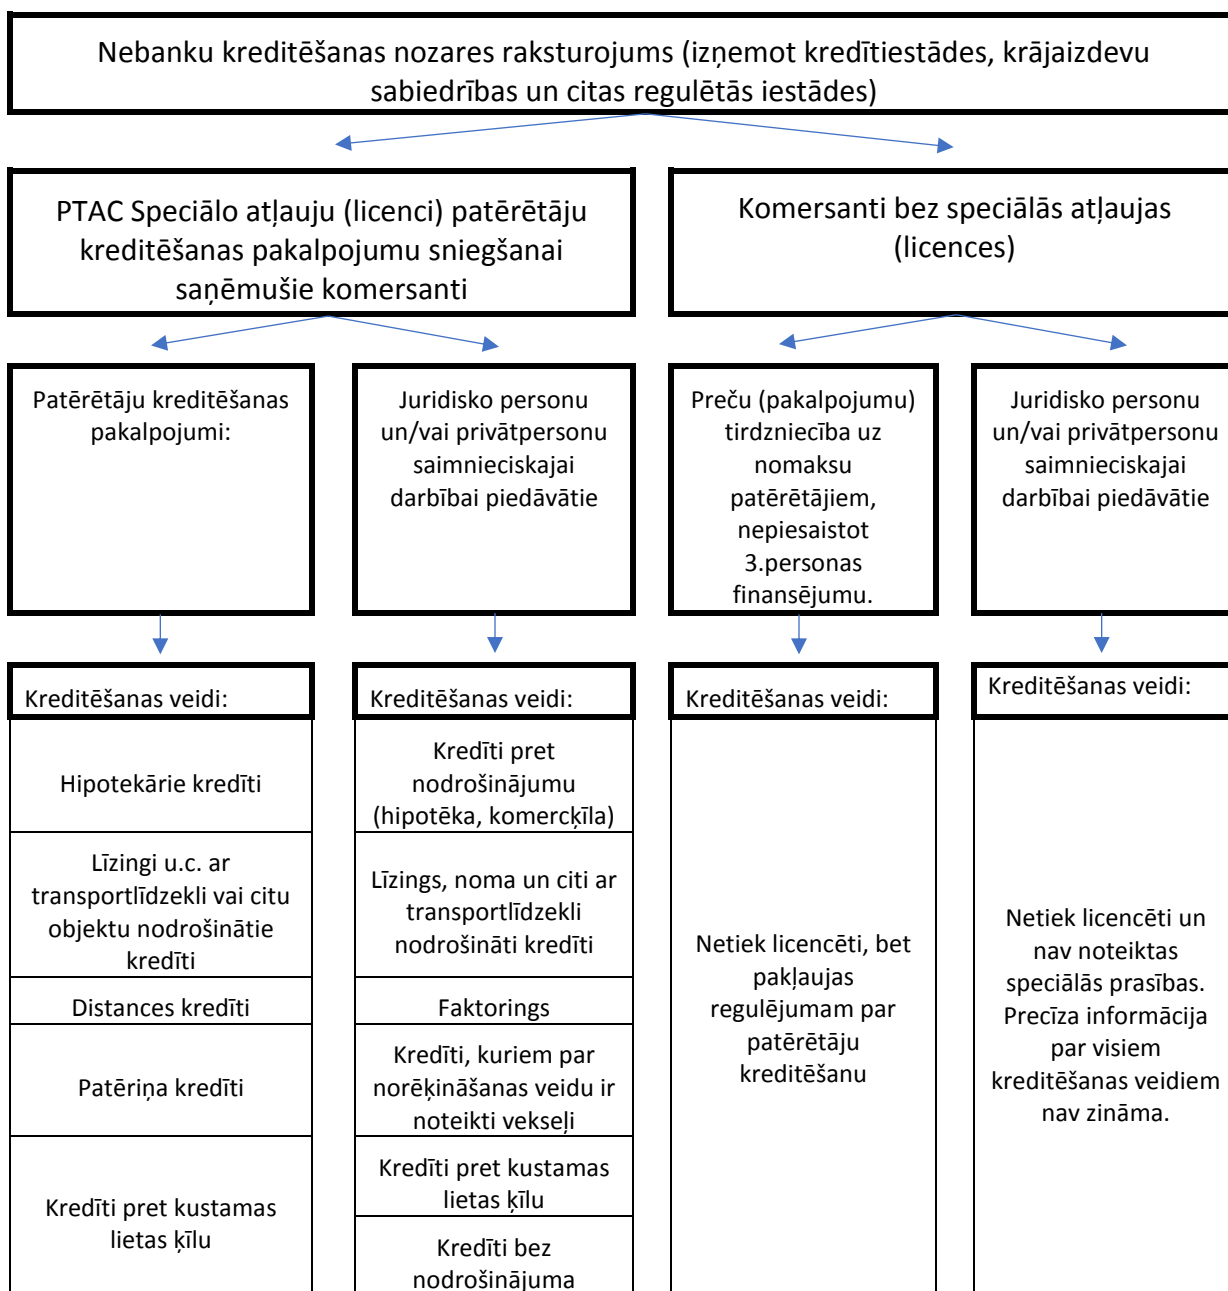 Nebanku kreditēšanas nozares raksturojums (izņemot kredītiestādes, krājaizdevu
sabiedrības un citas regulētās iestādes)
PTAC Speciālo atļauju (licenci) patērētāju
kreditēšanas pakalpojumu sniegšanai
saņēmušie komersanti
Komersanti bez speciālās atļaujas
(licences)
Patērētāju kreditēšanas
pakalpojumi:
Juridisko personu
un/vai privātpersonu
saimnieciskajai
darbībai piedāvātie
Preču (pakalpojumu)
tirdzniecība uz
nomaksu
patērētājiem,
nepiesaistot
3.personas
finansējumu.
Juridisko personu
un/vai privātpersonu
saimnieciskajai
darbībai piedāvātie
Kreditēšanas veidi:
Kreditēšanas veidi:
Kreditēšanas veidi:
Kreditēšanas veidi:
Hipotekārie kredīti
Līzingi u.c. ar
transportlīdzekli vai citu
objektu nodrošinātie
kredīti
Distances kredīti
Patēriņa kredīti
Kredīti pret kustamas
lietas ķīlu
Kredīti pret
nodrošinājumu
(hipotēka, komercķīla)
Līzings, noma un citi ar
transportlīdzekli
nodrošināti kredīti
Faktorings
Kredīti, kuriem par
norēķināšanas veidu ir
noteikti vekseļi
Kredīti pret kustamas
lietas ķīlu
Kredīti bez
nodrošinājuma
Netiek licencēti, bet
pakļaujas
regulējumam par
patērētāju
kreditēšanu
Netiek licencēti un
nav noteiktas
speciālās prasības.
Precīza informācija
par visiem
kreditēšanas veidiem
nav zināma.